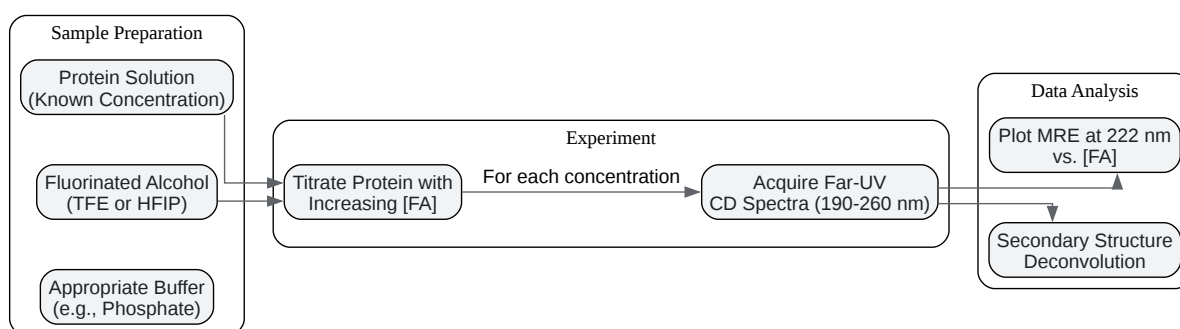 Sample Preparation
Protein Solution
(Known Concentration)
Fluorinated Alcohol
(TFE or HFIP)
Appropriate Buffer
(e.g., Phosphate)
Experiment
Titrate Protein with
Increasing [FA]
For each concentration
Acquire Far-UV
CD Spectra (190-260 nm)
Data Analysis
Plot MRE at 222 nm
vs. [FA]
Secondary Structure
Deconvolution